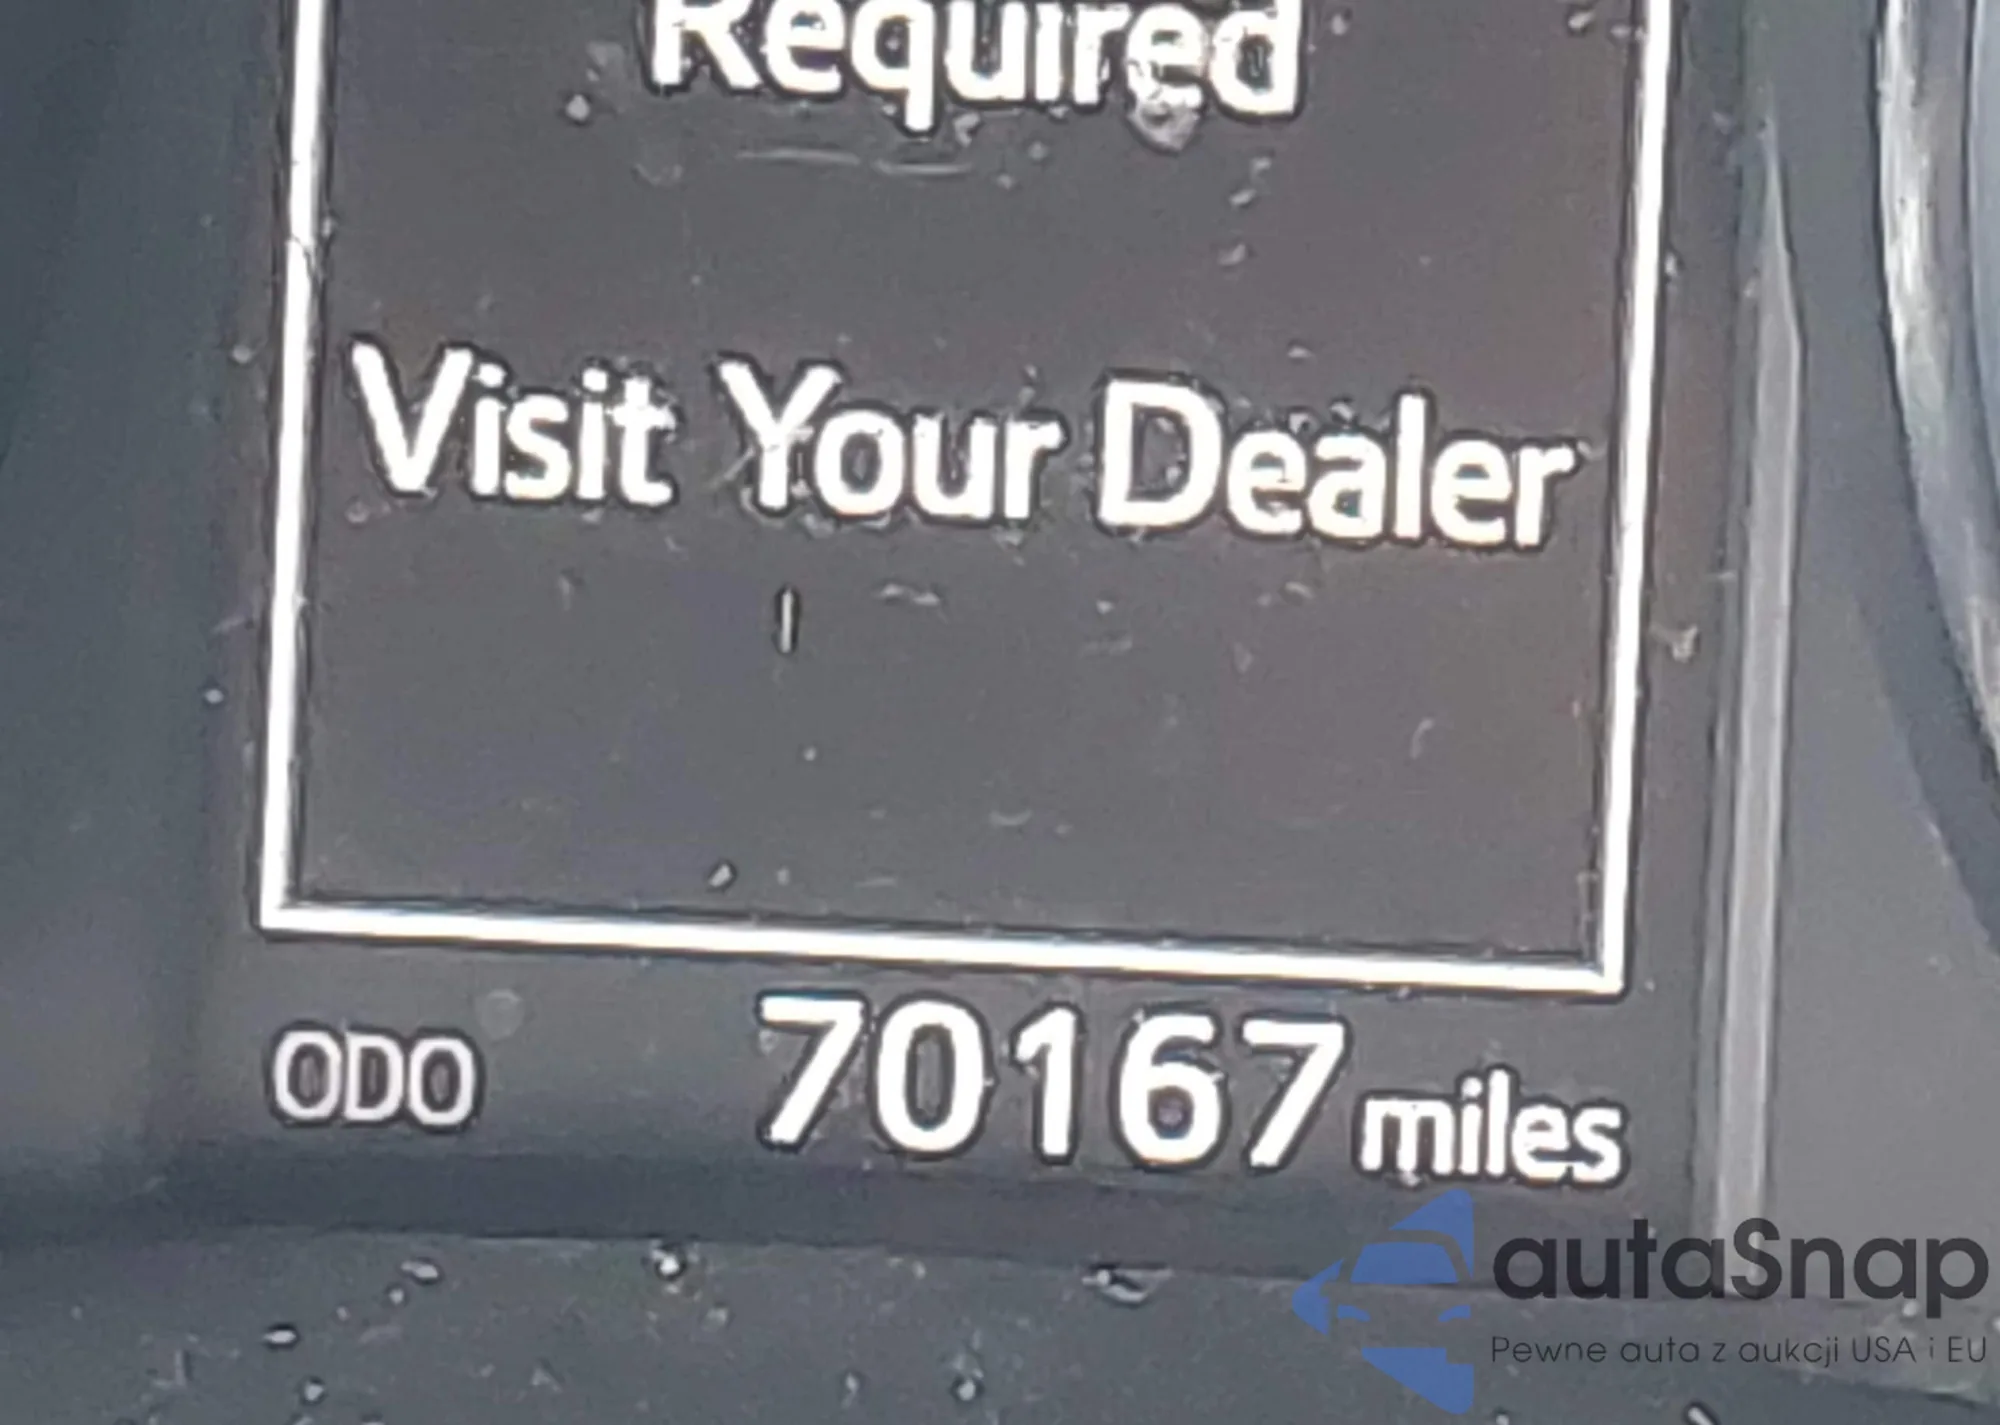 Required
Visit Your Dealer
ODO 70167 miles
autaSnap
Pewne auta z aukcji USA i EU